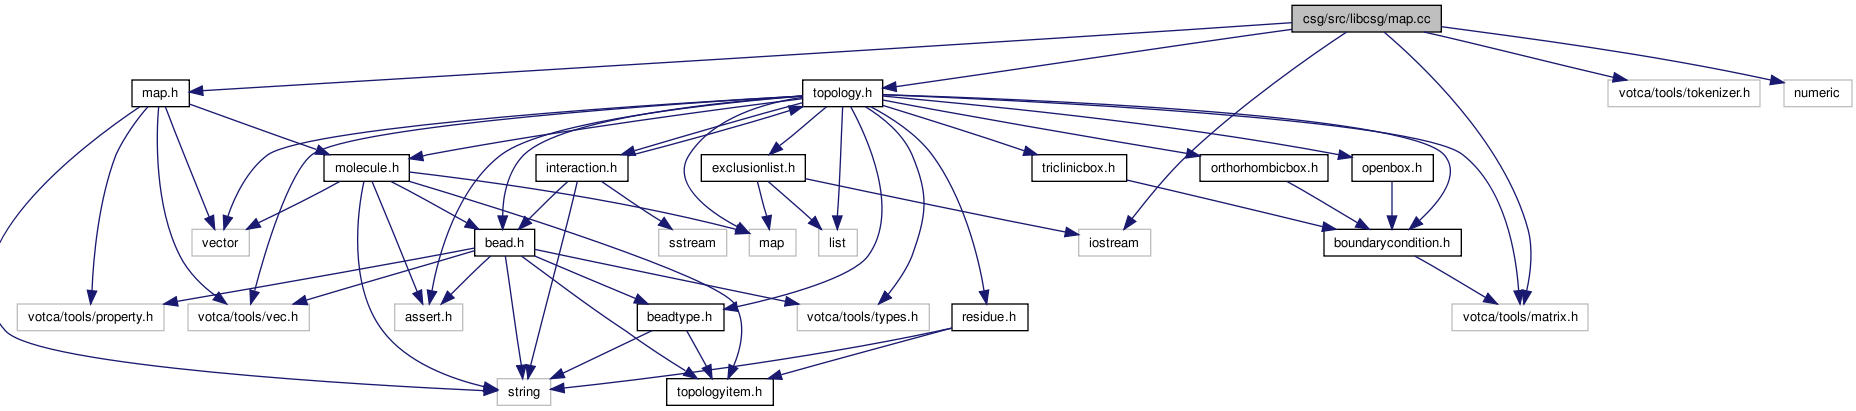 csg/src/libcsg/map.cc
map.h
topology.h
votca/tools/tokenizer.h
numeric
molecule.h
interaction.h
exclusionlist.h
triclinicbox.h
orthorhombicbox.h
openbox.h
vector
bead.h
sstream
map
list
iostream
boundarycondition.h
votca/tools/property.h
votca/tools/vec.h
assert.h
beadtype.h
votca/tools/types.h
residue.h
votca/tools/matrix.h
string
topologyitem.h